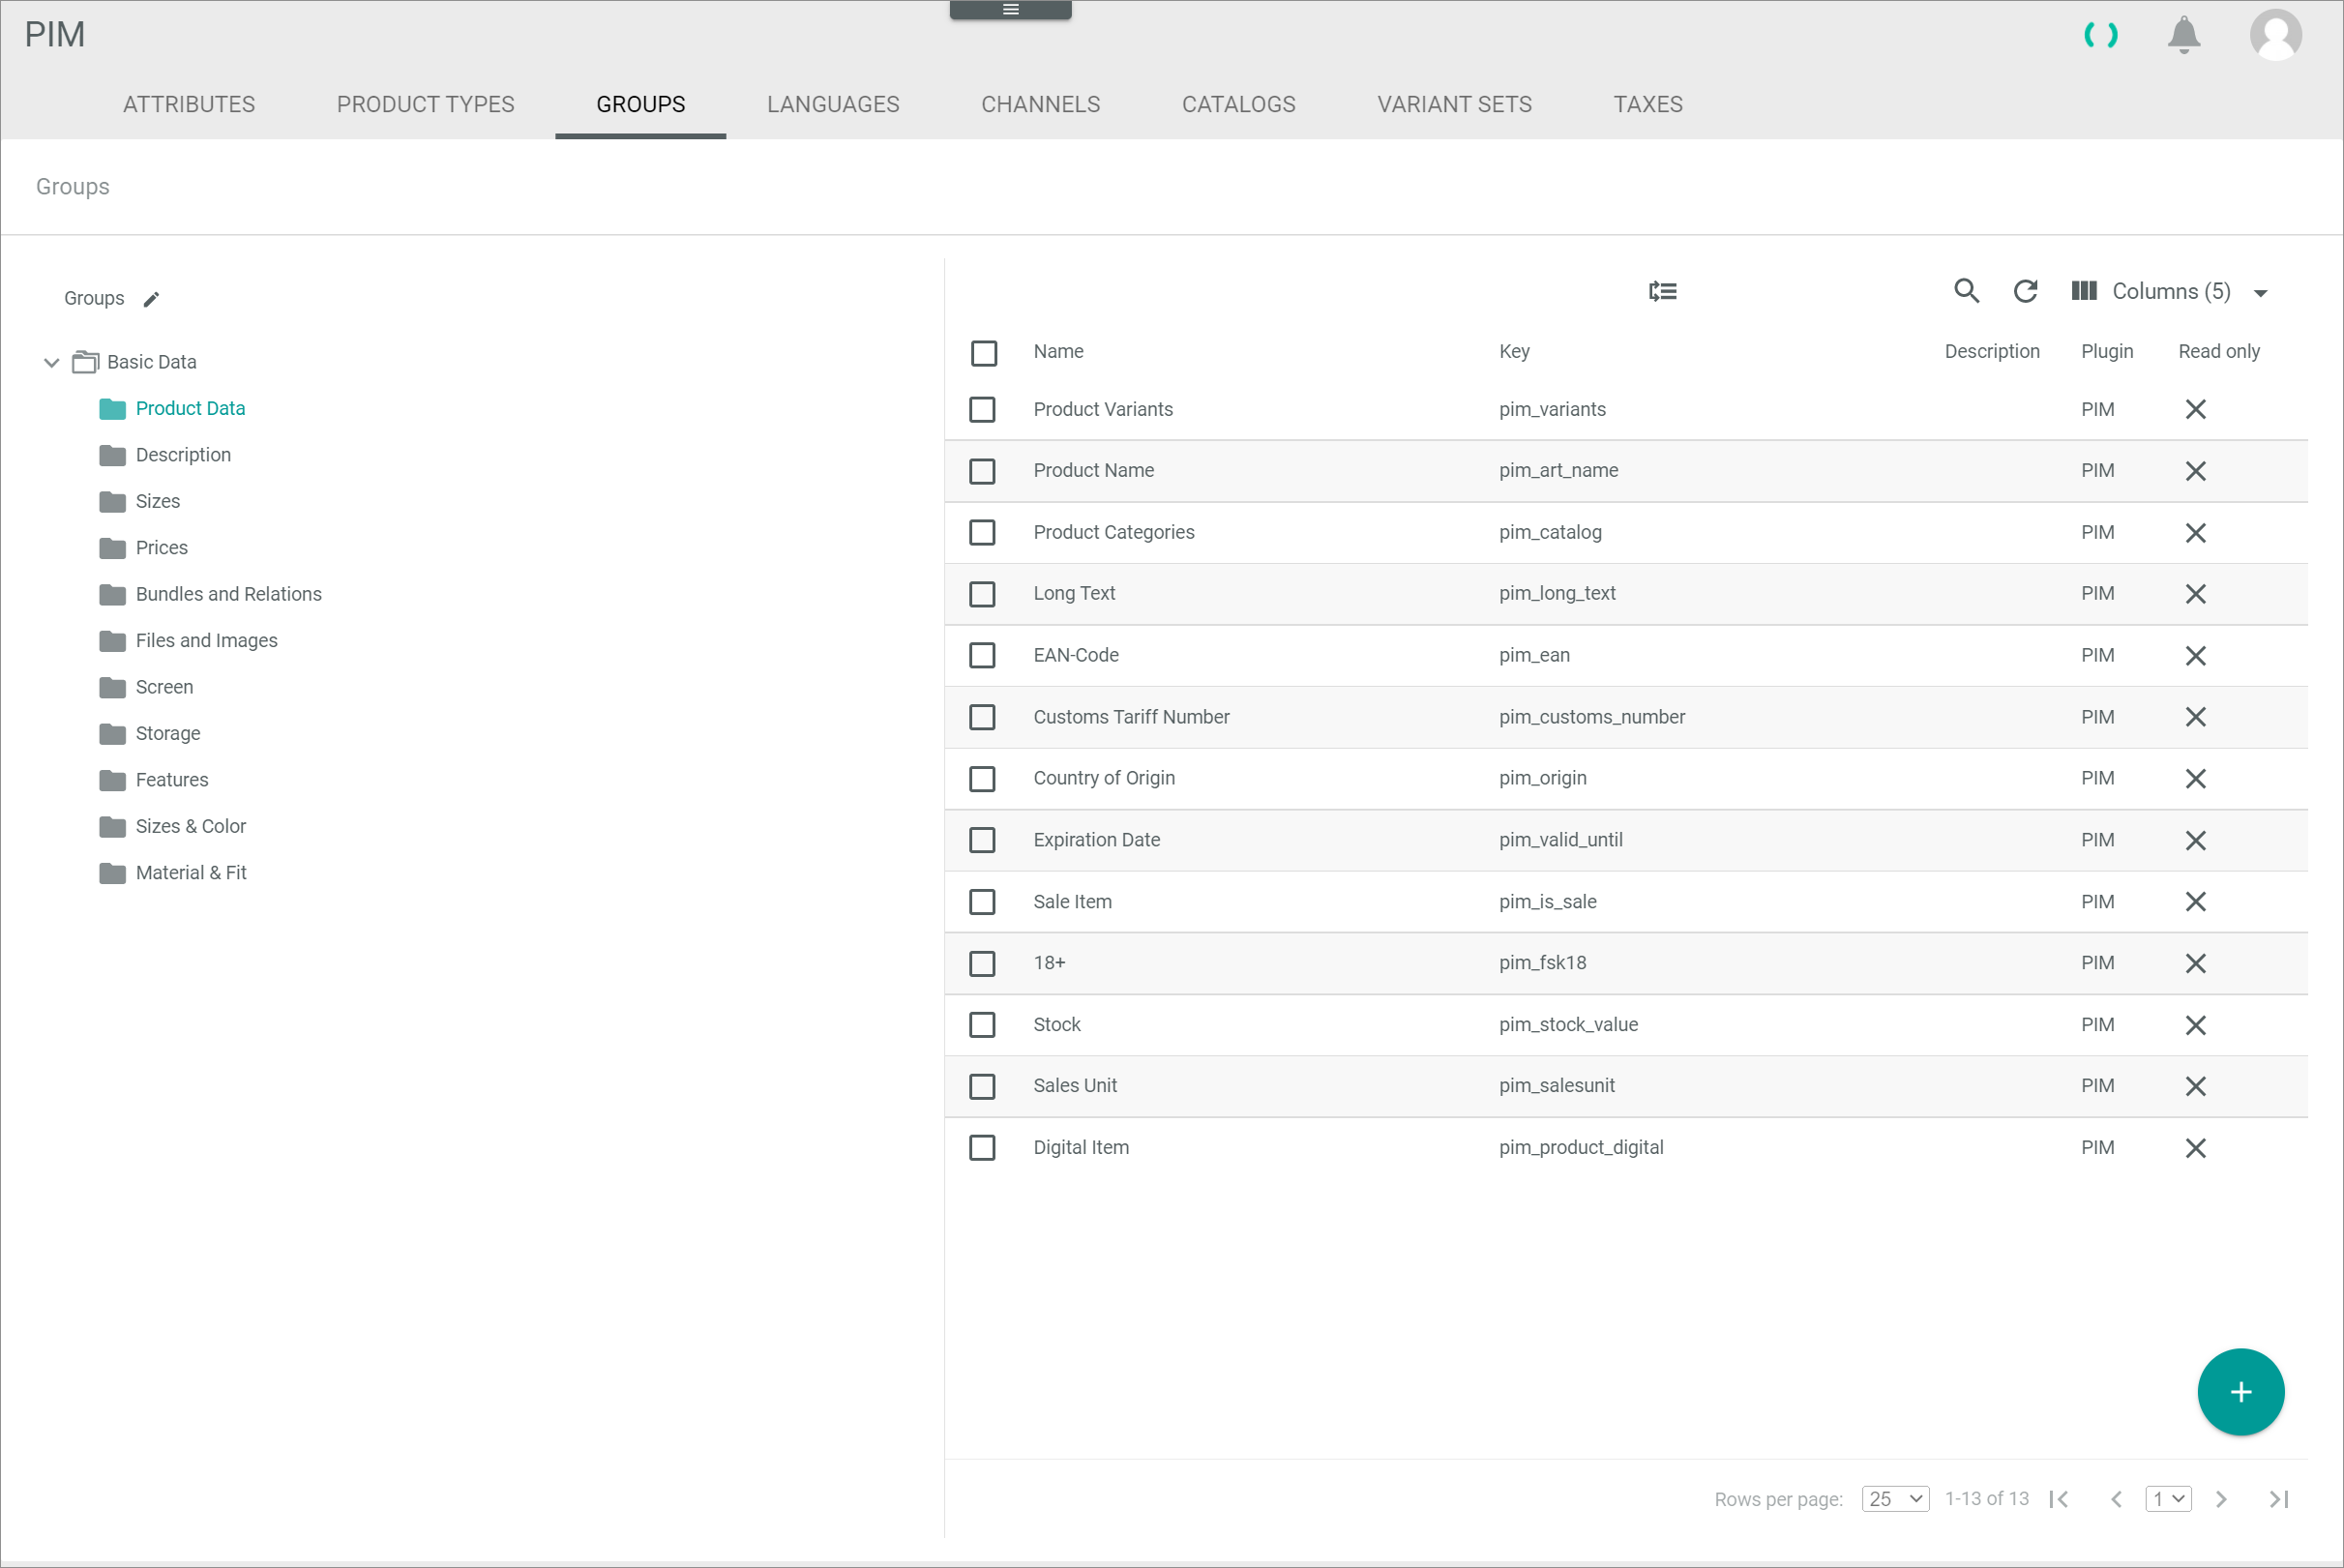 PIM
ATTRIBUTES PRODUCT TYPES GROUPS LANGUAGES CHANNELS CATALOGS VARIANT SETS TAXES
Groups
Groups
Basic Data
Product Data
Description
Sizes
Prices
Bundles and Relations
Files and Images
Screen
Storage
Features
Sizes & Color
Material & Fit
Columns (5)
Name Key Description Plugin Read only
Product Variants pim_variants PIM
Product Name pim_art_name PIM
Product Categories pim_catalog PIM
Long Text pim_long_text PIM
EAN-Code pim_ean PIM
Customs Tariff Number pim_customs_number PIM
Country of Origin pim_origin PIM
Expiration Date pim_valid_until PIM
Sale Item pim_is_sale PIM
18+ pim_fsk18 PIM
Stock pim_stock_value PIM
Sales Unit pim_salesunit PIM
Digital Item pim_product_digital PIM
Rows per page: 25 1-13 of 13 1